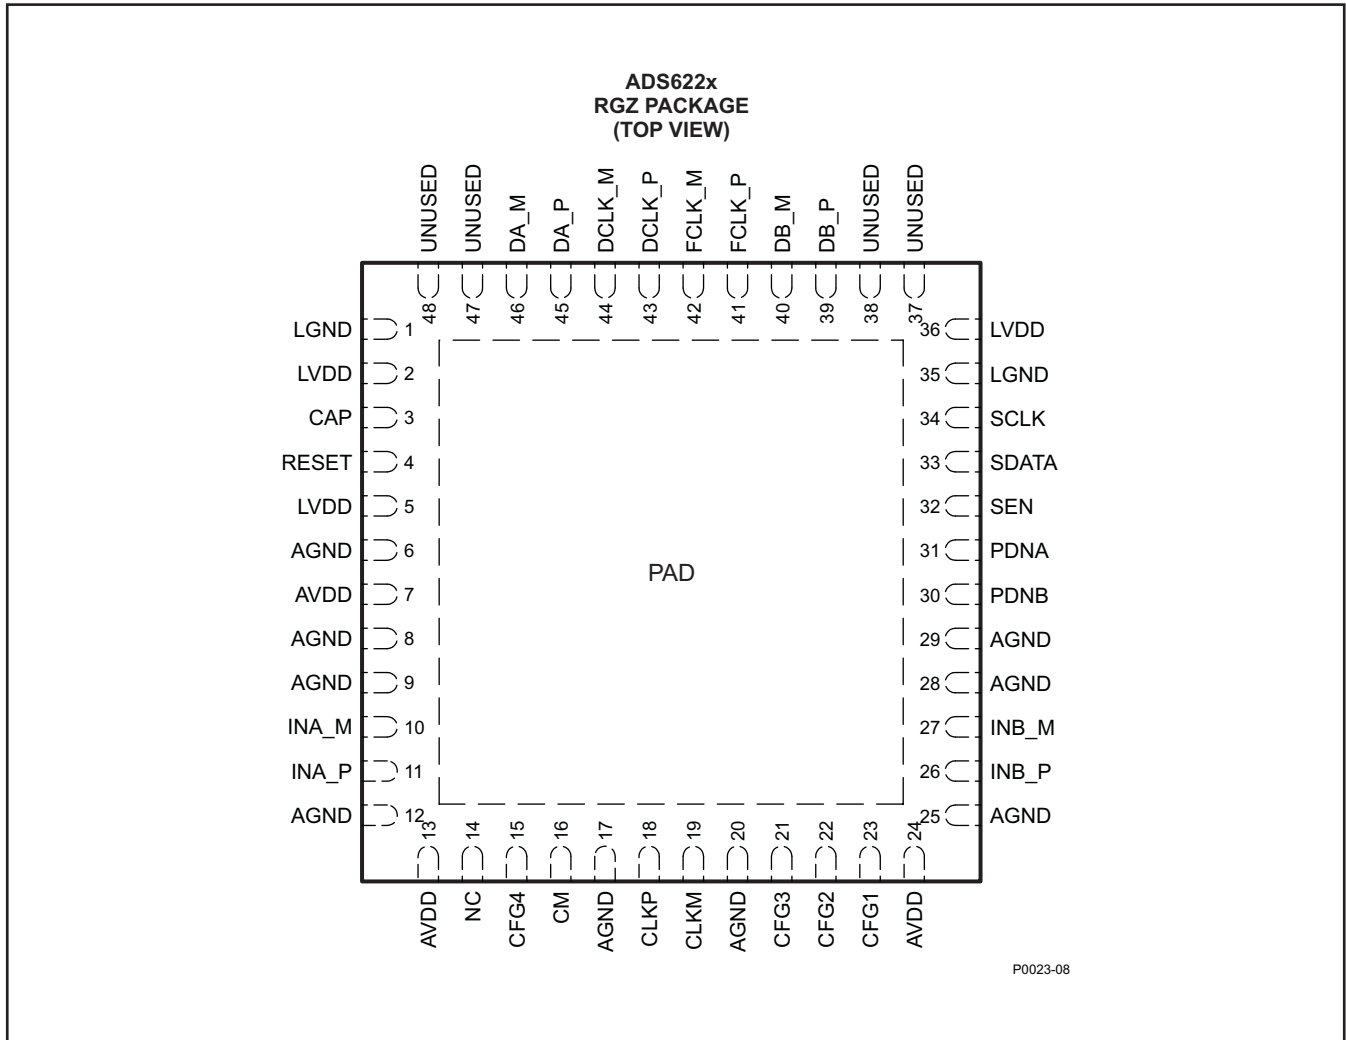 ADS622x
RGZ PACKAGE
(TOP VIEW)
UNUSED
UNUSED
DA_M
DA_P
DCLK_M
DCLK_P
FCLK_M
FCLK_P
DB_M
DB_P
UNUSED
UNUSED
48
47
46
45
44
43
42
41
40
39
38
37
LGND 1
LVDD 2
CAP 3
RESET 4
LVDD 5
AGND 6
AVDD 7
AGND 8
AGND 9
INA_M 10
INA_P 11
AGND 12
PAD
36 LVDD
35 LGND
34 SCLK
33 SDATA
32 SEN
31 PDNA
30 PDNB
29 AGND
28 AGND
27 INB_M
26 INB_P
25 AGND
13
14
15
16
17
18
19
20
21
22
23
24
AVDD
NC
CFG4
CM
AGND
CLKP
CLKM
AGND
CFG3
CFG2
CFG1
AVDD
P0023-08